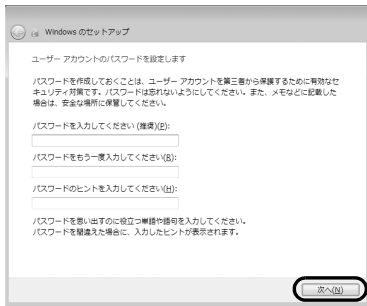 Windows のセットアップ
ユーザー アカウントのパスワードを設定します
パスワードを作成しておくことは、ユーザー アカウントを第三者から保護するために有効なセ
キュリティ対策です。パスワードは忘れないようにしてください。また、メモなどに記載した
場合は、安全な場所に保管してください。
パスワードを入力してください (推奨)(P):
パスワードをもう一度入力してください(R):
パスワードのヒントを入力してください(H):
パスワードを思い出すのに役立つ単語や語句を入力してください。
パスワードを間違えた場合に、入力したヒントが表示されます。
次へ(N)